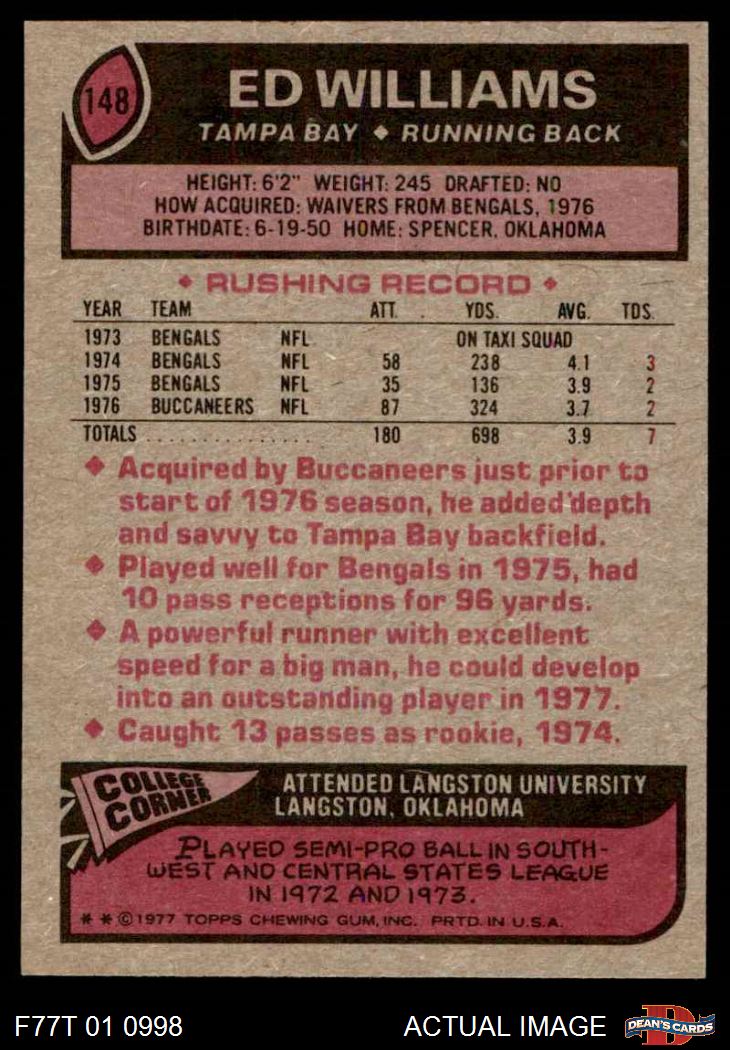 148
ED WILLIAMS
TAMPA BAY ◆ RUNNING BACK
HEIGHT: 6'2" WEIGHT: 245 DRAFTED: NO
HOW ACQUIRED: WAIVERS FROM BENGALS, 1976
BIRTHDATE: 6-19-50 HOME: SPENCER, OKLAHOMA
◆ RUSHING RECORD ◆
YEAR TEAM ATT. YDS. AVG. TDS.
1973 BENGALS NFL ON TAXI SQUAD
1974 BENGALS NFL 58 238 4.1 3
1975 BENGALS NFL 35 136 3.9 2
1976 BUCCANEERS NFL 87 324 3.7 2
TOTALS ................ 180 698 3.9 7
◆ Acquired by Buccaneers just prior to
start of 1976 season, he added depth
and savvy to Tampa Bay backfield.
◆ Played well for Bengals in 1975, had
10 pass receptions for 96 yards.
◆ A powerful runner with excellent
speed for a big man, he could develop
into an outstanding player in 1977.
◆ Caught 13 passes as rookie, 1974.
COLLEGE
CORNER
ATTENDED LANGSTON UNIVERSITY
LANGSTON, OKLAHOMA
PLAYED SEMI-PRO BALL IN SOUTH-
WEST AND CENTRAL STATES LEAGUE
IN 1972 AND 1973.
* * © 1977 TOPPS CHEWING GUM, INC. PRTD. IN U.S.A.
F77T 01 0998 ACTUAL IMAGE
D
DEAN'S CARDS